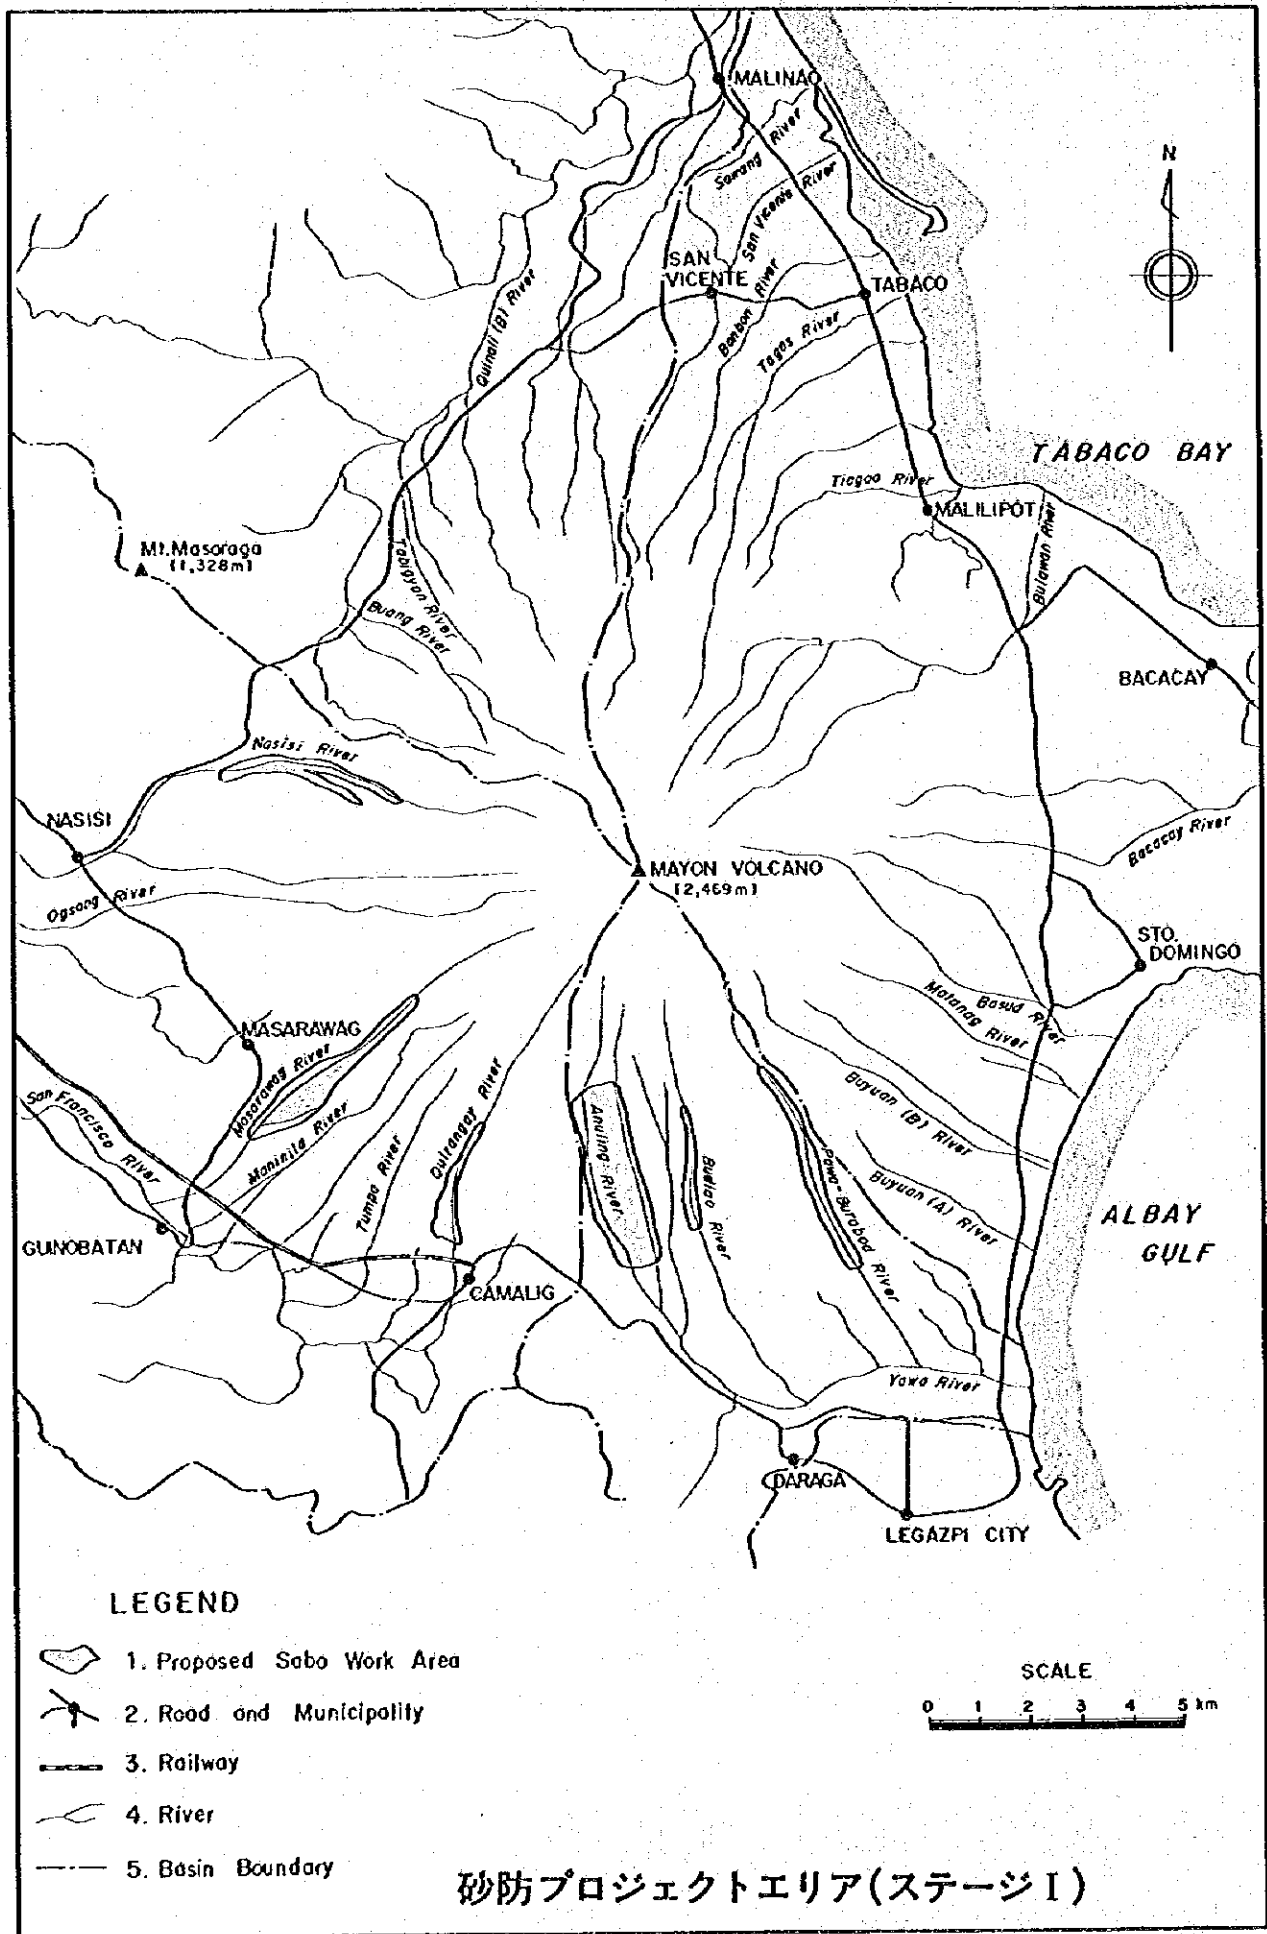 MALINAO
N
Sawang River
San Vicente River
SAN
VICENTE
TABACO
Quinali (B) River
Bonbon River
Tagas River
TABACO BAY
Tiagao River
MALILIPOT
Bulawan River
Mt.Masoraga
(1,328m)
Tabigyan River
Buang River
BACACAY
Nasisi River
NASISI
Bacacay River
MAYON VOLCANO
(2,469m)
Ogsong River
STO.
DOMINGO
Basud River
Matanag River
MASARAWAG
Masarawag River
San Francisco River
Maninila River
Tumpa River
Quirangay River
Anuling River
Budiao River
Pawa-Burabod River
Buyuan (B) River
Buyuan (A) River
ALBAY
GULF
GUINOBATAN
CAMALIG
Yawa River
DARAGA
LEGAZPI CITY
LEGEND
1. Proposed Sabo Work Area
2. Road and Municipality
3. Railway
4. River
5. Basin Boundary
SCALE
0 1 2 3 4 5 km
砂防プロジェクトエリア(ステージI)